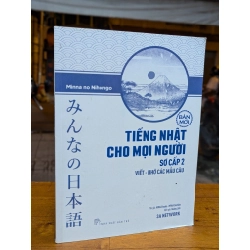 Minna no Nihongo
みんなの日本語
BẢN MỚI
TIẾNG NHẬT
CHO MỌI NGƯỜI
SƠ CẤP 2
VIẾT - NHỚ CÁC MẪU CÂU
3A NETWORK